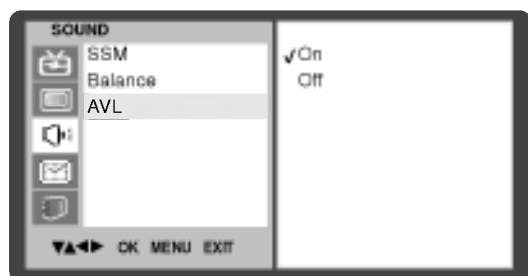 SOUND
SSM
Balance
AVL
✓On
Off
▼▲◀▶ OK MENU EXIT